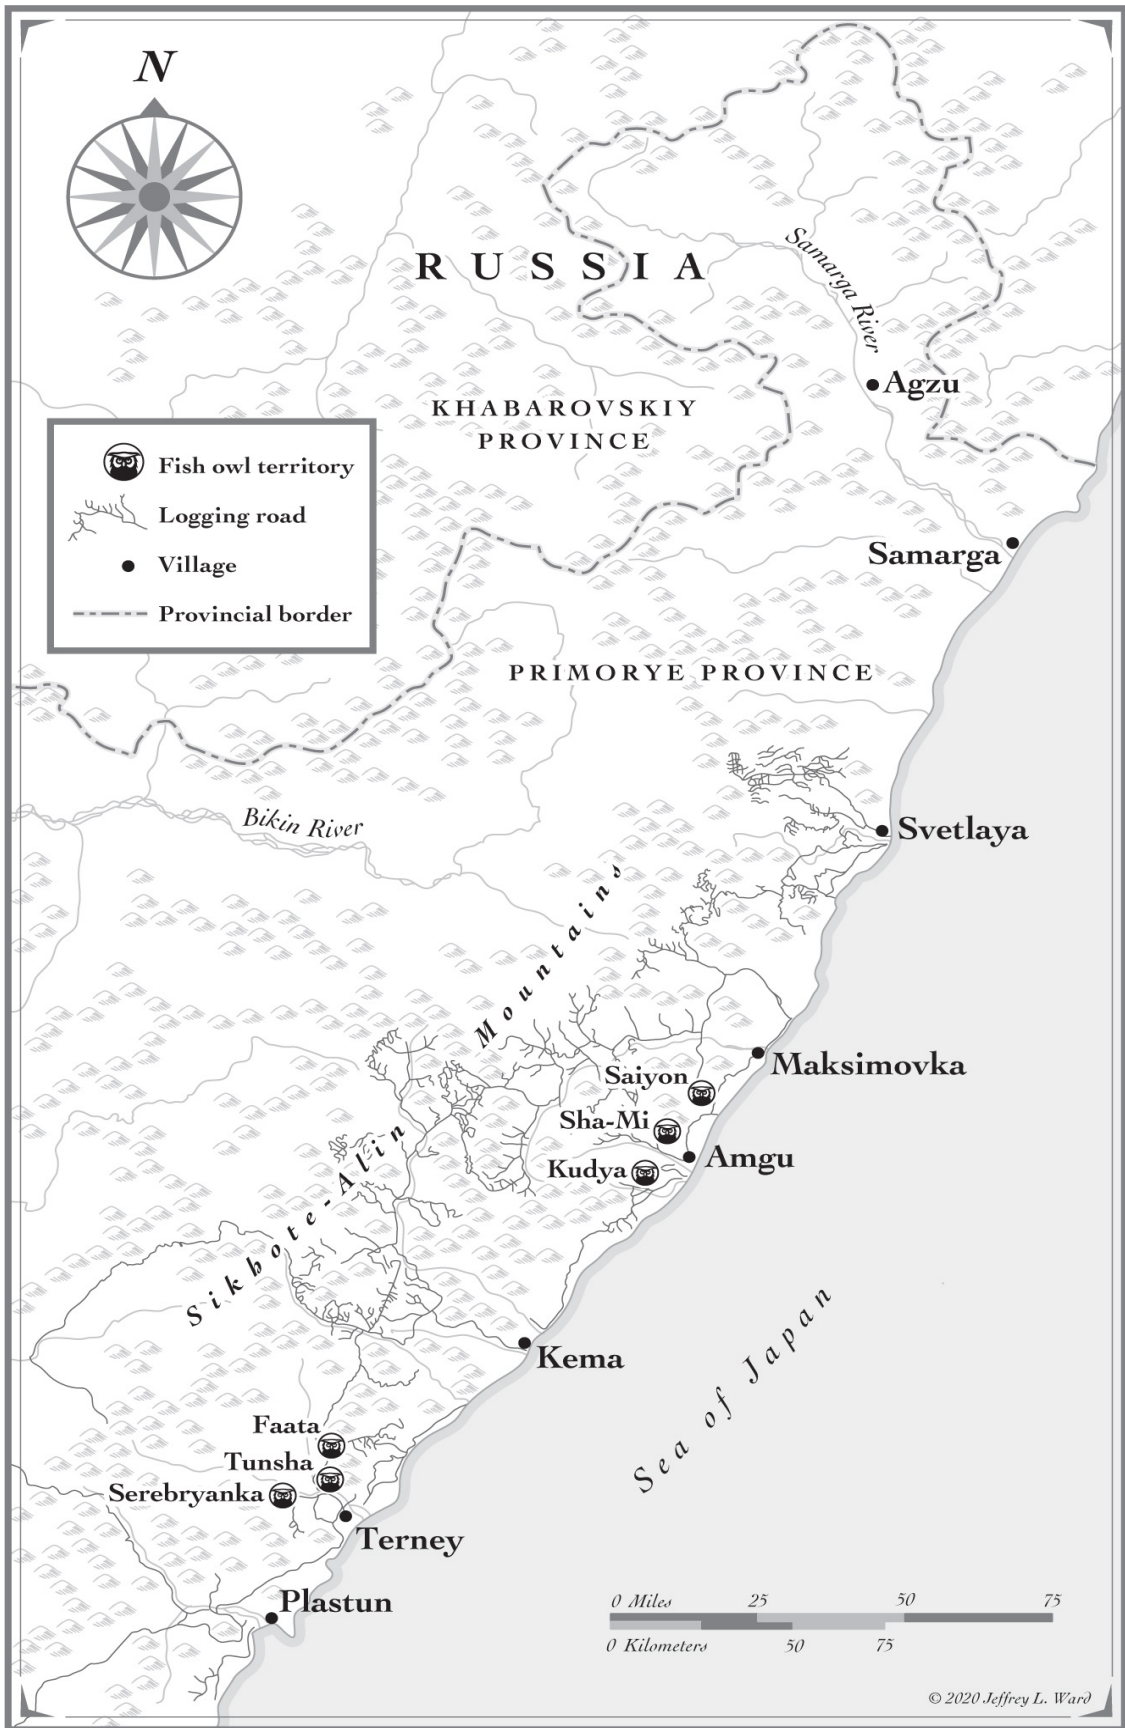 N
RUSSIA
Samarga River
Agzu
KHABAROVSKIY
PROVINCE
Fish owl territory
Logging road
Village
Provincial border
Samarga
PRIMORYE PROVINCE
Bikin River
Svetlaya
Sikhote-Alin Mountains
Maksimovka
Saiyon
Sha-Mi
Amgu
Kudya
Kema
Sea of Japan
Faata
Tunsha
Serebryanka
Terney
Plastun
0 Miles 25 50 75
0 Kilometers 50 75
© 2020 Jeffrey L. Ward